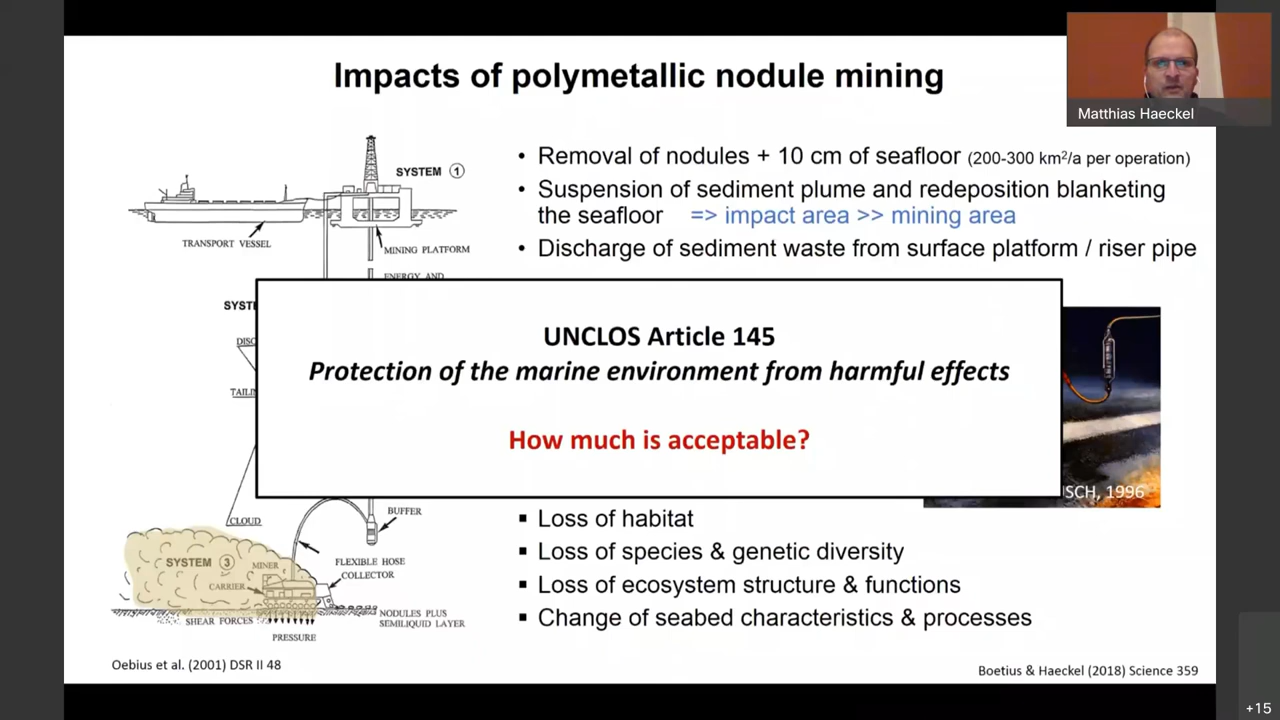 Impacts of polymetallic nodule mining
Matthias Haeckel
• Removal of nodules + 10 cm of seafloor (200-300 km²/a per operation)
• Suspension of sediment plume and redeposition blanketing
the seafloor => impact area >> mining area
• Discharge of sediment waste from surface platform / riser pipe
SYSTEM 1
TRANSPORT VESSEL
MINING PLATFORM
ENERGY AND
SYST
DISC
TAILI
UNCLOS Article 145
Protection of the marine environment from harmful effects
How much is acceptable?
SCH, 1996
CLOUD
BUFFER
SYSTEM 3
MINER
FLEXIBLE HOSE
COLLECTOR
CARRIER
NODULES PLUS
SEMILIQUID LAYER
SHEAR FORCES
PRESSURE
▪ Loss of habitat
▪ Loss of species & genetic diversity
▪ Loss of ecosystem structure & functions
▪ Change of seabed characteristics & processes
Oebius et al. (2001) DSR II 48
Boetius & Haeckel (2018) Science 359
+15